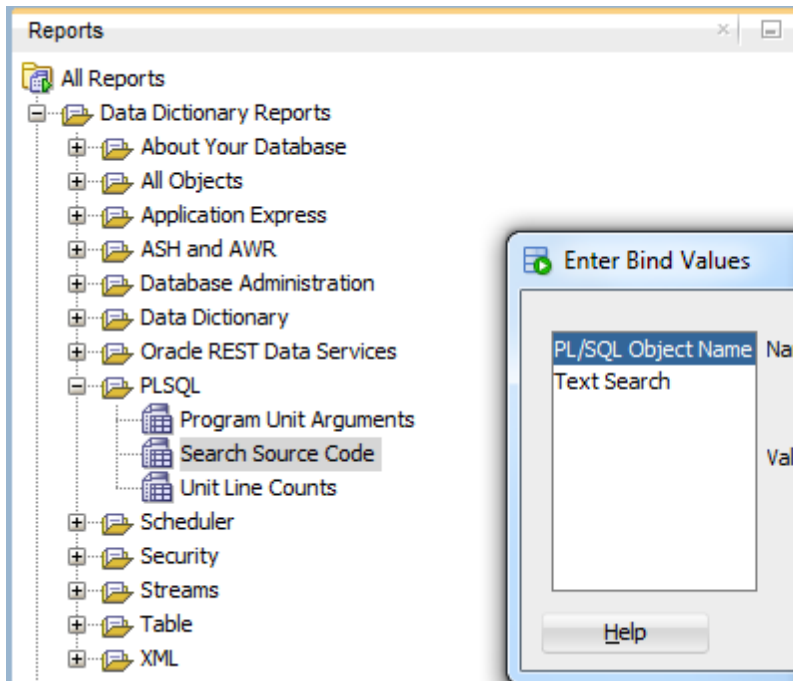 Reports
All Reports
Data Dictionary Reports
About Your Database
All Objects
Application Express
ASH and AWR
Database Administration
Data Dictionary
Oracle REST Data Services
PLSQL
Program Unit Arguments
Search Source Code
Unit Line Counts
Scheduler
Security
Streams
Table
XML
Enter Bind Values
PL/SQL Object Name
Text Search
Help